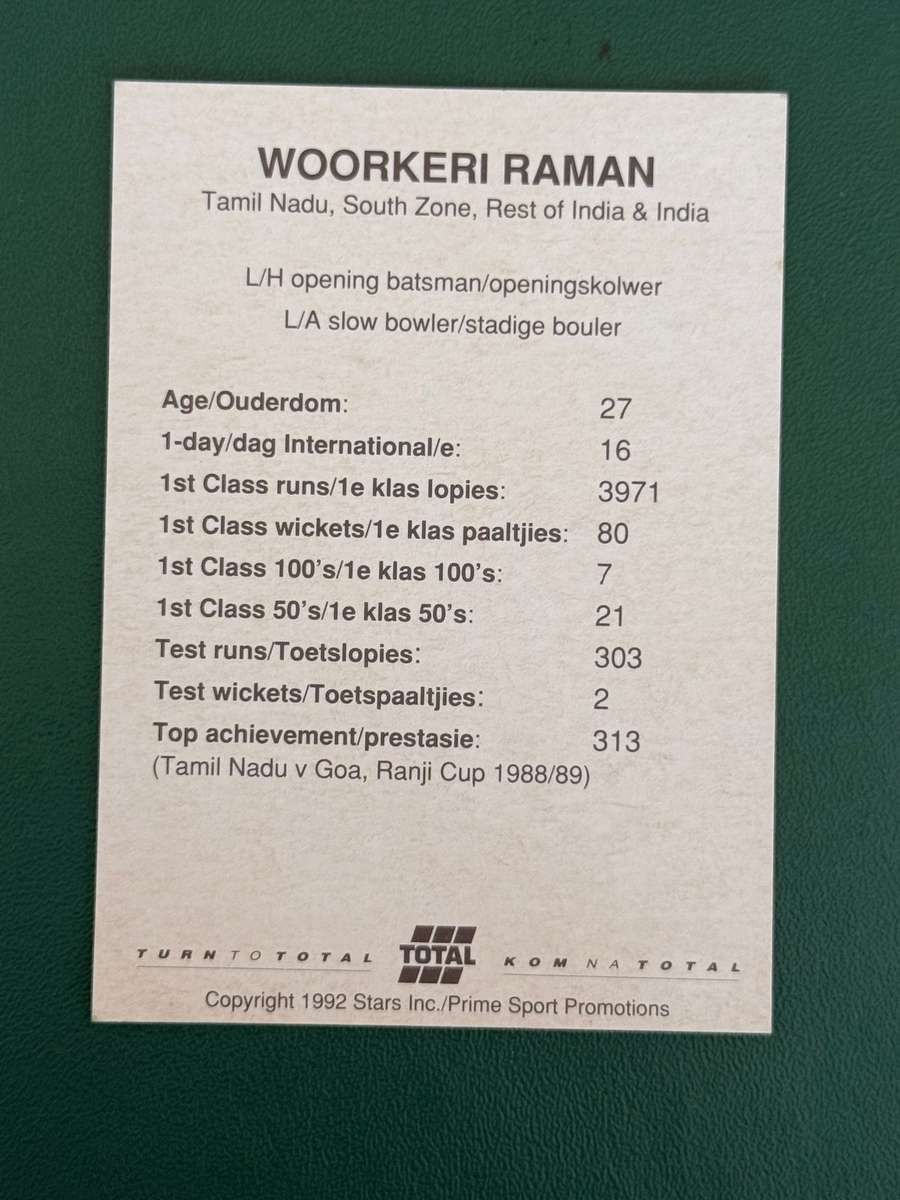 WOORKERI RAMAN
Tamil Nadu, South Zone, Rest of India & India
L/H opening batsman/openingskolwer
L/A slow bowler/stadige bouler
Age/Ouderdom: 27
1-day/dag International/e: 16
1st Class runs/1e klas lopies: 3971
1st Class wickets/1e klas paaltjies: 80
1st Class 100's/1e klas 100's: 7
1st Class 50's/1e klas 50's: 21
Test runs/Toetslopies: 303
Test wickets/Toetspaaltjies: 2
Top achievement/prestasie: 313
(Tamil Nadu v Goa, Ranji Cup 1988/89)
TURN TO TOTAL TOTAL KOM NA TOTAL
Copyright 1992 Stars Inc./Prime Sport Promotions